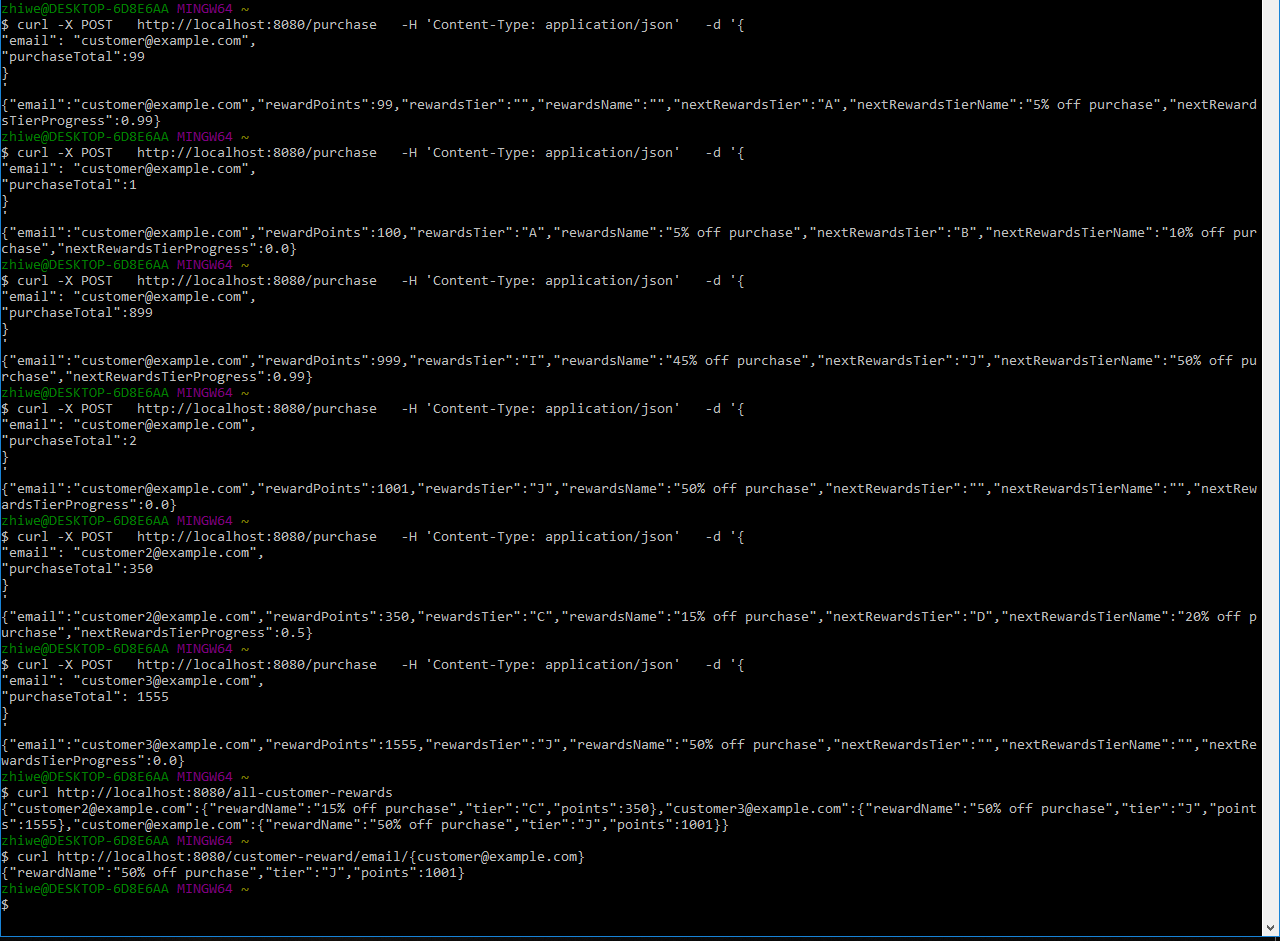 zhiwe@DESKTOP-6D8E6AA MINGW64 ~
$ curl -X POST   http://localhost:8080/purchase   -H 'Content-Type: application/json'   -d '{
"email": "customer@example.com",
"purchaseTotal":99
}
'
{"email":"customer@example.com","rewardPoints":99,"rewardsTier":"","rewardsName":"","nextRewardsTier":"A","nextRewardsTierName":"5% off purchase","nextReward
sTierProgress":0.99}
zhiwe@DESKTOP-6D8E6AA MINGW64 ~
$ curl -X POST   http://localhost:8080/purchase   -H 'Content-Type: application/json'   -d '{
"email": "customer@example.com",
"purchaseTotal":1
}
'
{"email":"customer@example.com","rewardPoints":100,"rewardsTier":"A","rewardsName":"5% off purchase","nextRewardsTier":"B","nextRewardsTierName":"10% off pur
chase","nextRewardsTierProgress":0.0}
zhiwe@DESKTOP-6D8E6AA MINGW64 ~
$ curl -X POST   http://localhost:8080/purchase   -H 'Content-Type: application/json'   -d '{
"email": "customer@example.com",
"purchaseTotal":899
}
'
{"email":"customer@example.com","rewardPoints":999,"rewardsTier":"I","rewardsName":"45% off purchase","nextRewardsTier":"J","nextRewardsTierName":"50% off pu
rchase","nextRewardsTierProgress":0.99}
zhiwe@DESKTOP-6D8E6AA MINGW64 ~
$ curl -X POST   http://localhost:8080/purchase   -H 'Content-Type: application/json'   -d '{
"email": "customer@example.com",
"purchaseTotal":2
}
'
{"email":"customer@example.com","rewardPoints":1001,"rewardsTier":"J","rewardsName":"50% off purchase","nextRewardsTier":"","nextRewardsTierName":"","nextRew
ardsTierProgress":0.0}
zhiwe@DESKTOP-6D8E6AA MINGW64 ~
$ curl -X POST   http://localhost:8080/purchase   -H 'Content-Type: application/json'   -d '{
"email": "customer2@example.com",
"purchaseTotal":350
}
'
{"email":"customer2@example.com","rewardPoints":350,"rewardsTier":"C","rewardsName":"15% off purchase","nextRewardsTier":"D","nextRewardsTierName":"20% off p
urchase","nextRewardsTierProgress":0.5}
zhiwe@DESKTOP-6D8E6AA MINGW64 ~
$ curl -X POST   http://localhost:8080/purchase   -H 'Content-Type: application/json'   -d '{
"email": "customer3@example.com",
"purchaseTotal": 1555
}
'
{"email":"customer3@example.com","rewardPoints":1555,"rewardsTier":"J","rewardsName":"50% off purchase","nextRewardsTier":"","nextRewardsTierName":"","nextRe
wardsTierProgress":0.0}
zhiwe@DESKTOP-6D8E6AA MINGW64 ~
$ curl http://localhost:8080/all-customer-rewards
{"customer2@example.com":{"rewardName":"15% off purchase","tier":"C","points":350},"customer3@example.com":{"rewardName":"50% off purchase","tier":"J","point
s":1555},"customer@example.com":{"rewardName":"50% off purchase","tier":"J","points":1001}}
zhiwe@DESKTOP-6D8E6AA MINGW64 ~
$ curl http://localhost:8080/customer-reward/email/{customer@example.com}
{"rewardName":"50% off purchase","tier":"J","points":1001}
zhiwe@DESKTOP-6D8E6AA MINGW64 ~
$